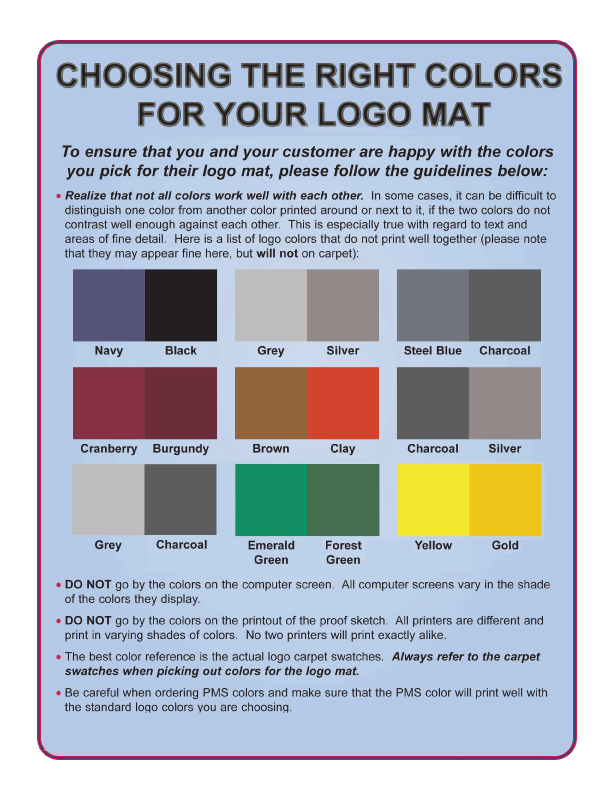 CHOOSING THE RIGHT COLORS
FOR YOUR LOGO MAT
To ensure that you and your customer are happy with the colors
you pick for their logo mat, please follow the guidelines below:
• Realize that not all colors work well with each other. In some cases, it can be difficult to
distinguish one color from another color printed around or next to it, if the two colors do not
contrast well enough against each other. This is especially true with regard to text and
areas of fine detail. Here is a list of logo colors that do not print well together (please note
that they may appear fine here, but will not on carpet):
Navy Black Grey Silver Steel Blue Charcoal
Cranberry Burgundy Brown Clay Charcoal Silver
Grey Charcoal Emerald Forest Yellow Gold
Green Green
• DO NOT go by the colors on the computer screen. All computer screens vary in the shade
of the colors they display.
• DO NOT go by the colors on the printout of the proof sketch. All printers are different and
print in varying shades of colors. No two printers will print exactly alike.
• The best color reference is the actual logo carpet swatches. Always refer to the carpet
swatches when picking out colors for the logo mat.
• Be careful when ordering PMS colors and make sure that the PMS color will print well with
the standard logo colors you are choosing.